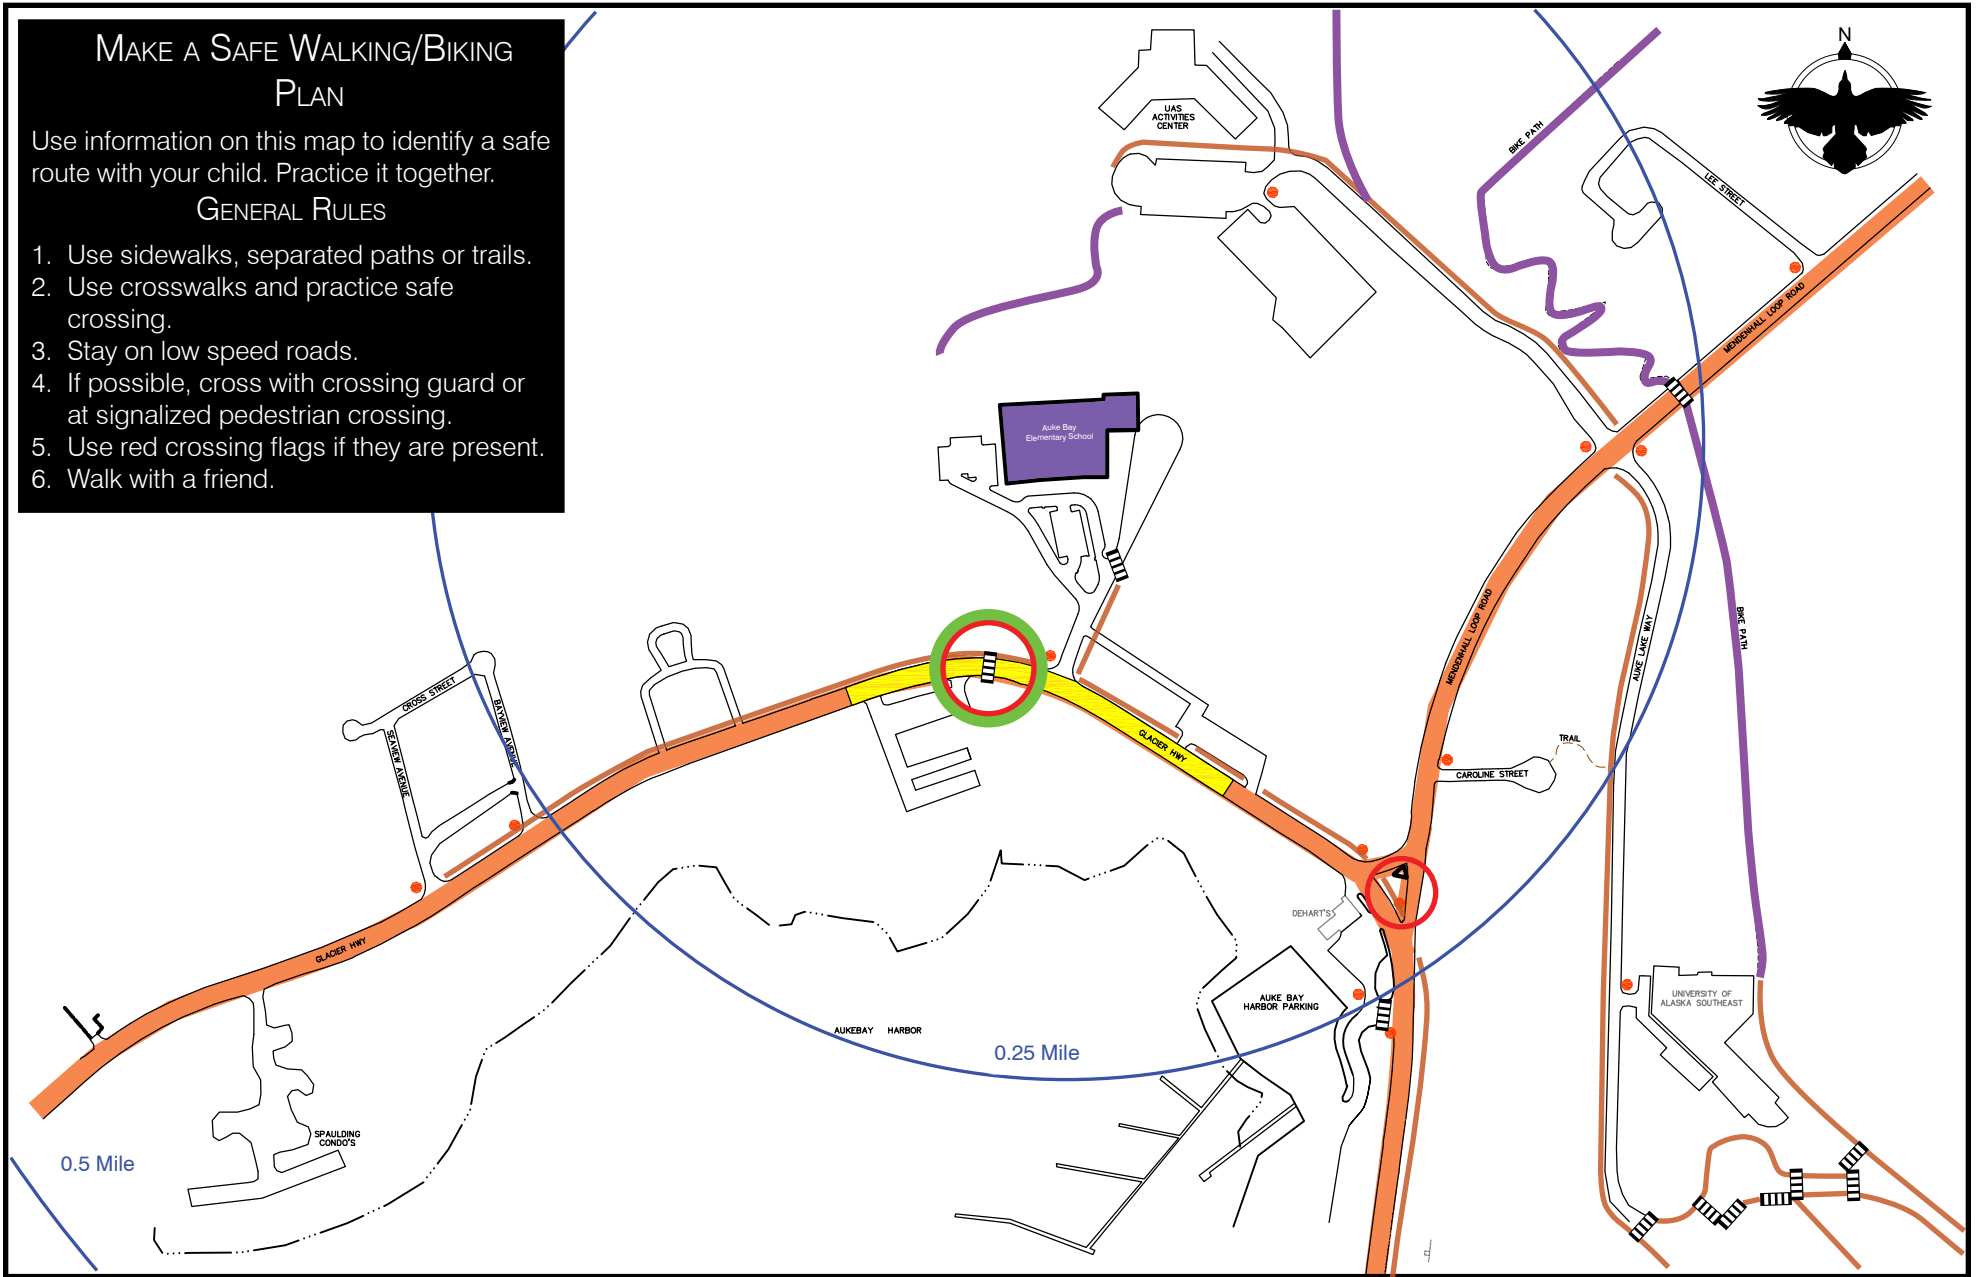 MAKE A SAFE WALKING/BIKING
PLAN
Use information on this map to identify a safe
route with your child. Practice it together.
GENERAL RULES
1. Use sidewalks, separated paths or trails.
2. Use crosswalks and practice safe
crossing.
3. Stay on low speed roads.
4. If possible, cross with crossing guard or
at signalized pedestrian crossing.
5. Use red crossing flags if they are present.
6. Walk with a friend.
N
UAS
ACTIVITIES
CENTER
BIKE PATH
LEE STREET
MENDENHALL LOOP ROAD
Auke Bay
Elementary School
MENDENHALL LOOP ROAD
AUKE LAKE WAY
BIKE PATH
CROSS STREET
BAYVIEW AVENUE
SEAVIEW AVENUE
GLACIER HWY
TRAIL
CAROLINE STREET
DEHART'S
GLACIER HWY
AUKE BAY
HARBOR PARKING
UNIVERSITY OF
ALASKA SOUTHEAST
AUKEBAY HARBOR
0.25 Mile
SPAULDING
CONDO'S
0.5 Mile